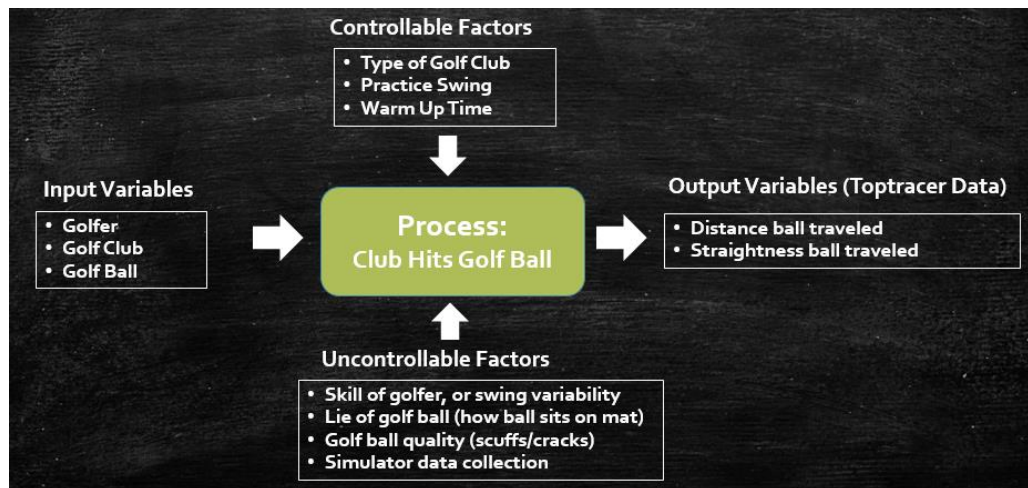 Controllable Factors
• Type of Golf Club
• Practice Swing
• Warm Up Time
Input Variables
• Golfer
• Golf Club
• Golf Ball
Process:
Club Hits Golf Ball
Output Variables (Toptracer Data)
• Distance ball traveled
• Straightness ball traveled
Uncontrollable Factors
• Skill of golfer, or swing variability
• Lie of golf ball (how ball sits on mat)
• Golf ball quality (scuffs/cracks)
• Simulator data collection